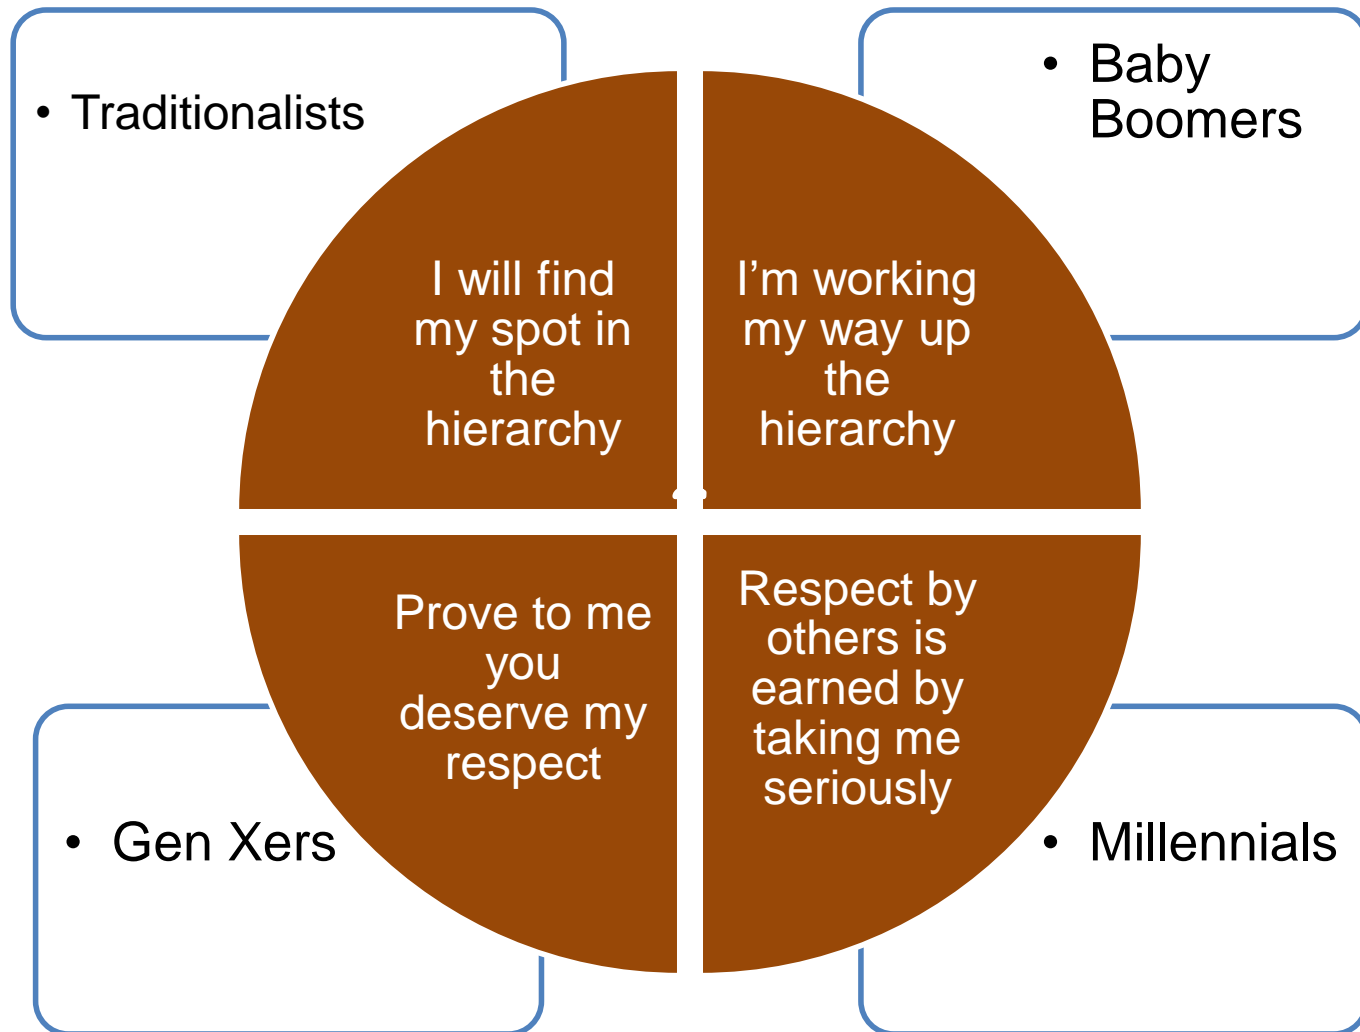 • Traditionalists
• Baby
Boomers
I will find
my spot in
the
hierarchy
I’m working
my way up
the
hierarchy
Prove to me
you
deserve my
respect
Respect by
others is
earned by
taking me
seriously
• Gen Xers
• Millennials